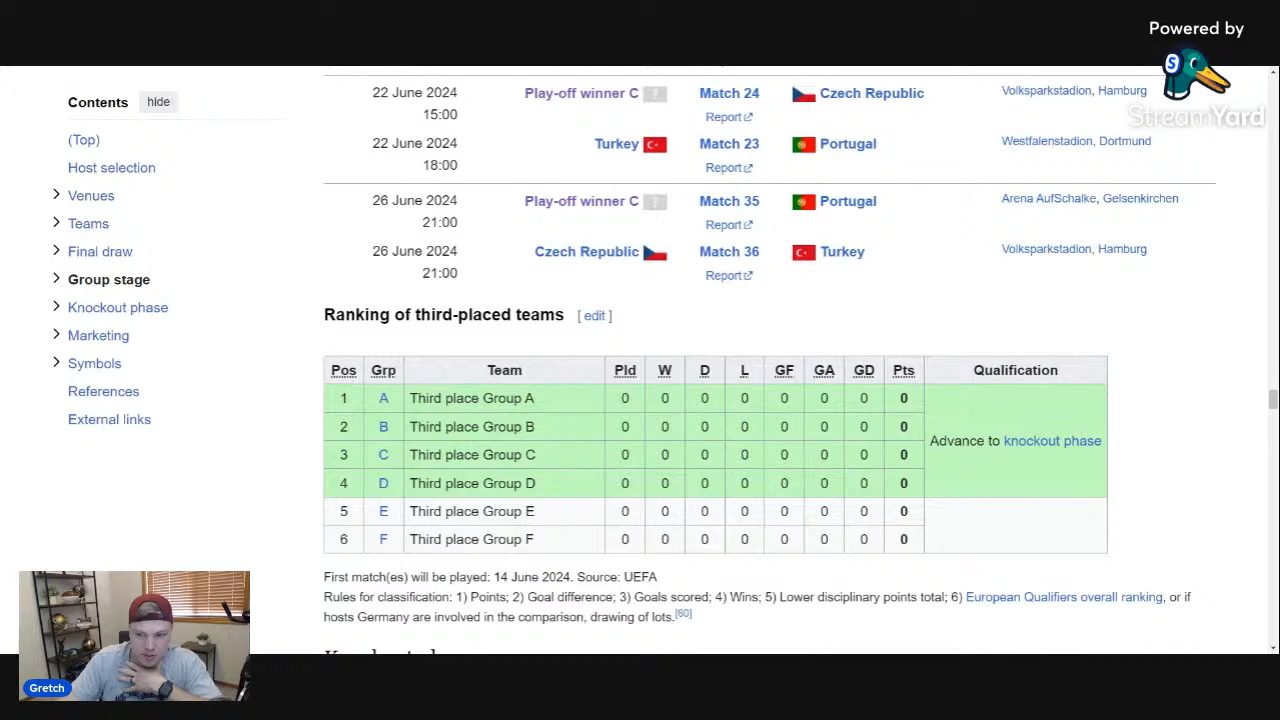 Powered by
S
StreamYard
Contents hide
(Top)
Host selection
Venues
Teams
Final draw
Group stage
Knockout phase
Marketing
Symbols
References
External links
22 June 2024 Play-off winner C ? Match 24 Czech Republic Volksparkstadion, Hamburg
15:00 Report
22 June 2024 Turkey Match 23 Portugal Westfalenstadion, Dortmund
18:00 Report
26 June 2024 Play-off winner C ? Match 35 Portugal Arena AufSchalke, Gelsenkirchen
21:00 Report
26 June 2024 Czech Republic Match 36 Turkey Volksparkstadion, Hamburg
21:00 Report
Ranking of third-placed teams [ edit ]
Pos Grp Team Pld W D L GF GA GD Pts Qualification
1 A Third place Group A 0 0 0 0 0 0 0 0
2 B Third place Group B 0 0 0 0 0 0 0 0
Advance to knockout phase
3 C Third place Group C 0 0 0 0 0 0 0 0
4 D Third place Group D 0 0 0 0 0 0 0 0
5 E Third place Group E 0 0 0 0 0 0 0 0
6 F Third place Group F 0 0 0 0 0 0 0 0
First match(es) will be played: 14 June 2024. Source: UEFA
Rules for classification: 1) Points; 2) Goal difference; 3) Goals scored; 4) Wins; 5) Lower disciplinary points total; 6) European Qualifiers overall ranking, or if
hosts Germany are involved in the comparison, drawing of lots.[60]
Gretch